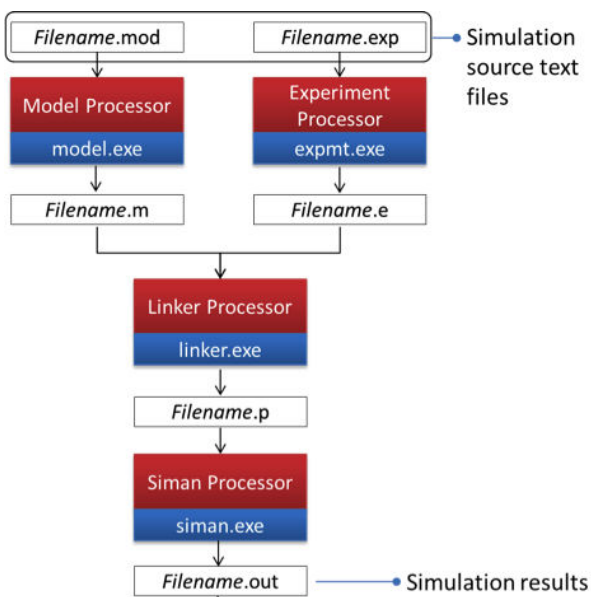 Filename.mod
Filename.exp
Simulation
source text
files
Model Processor
model.exe
Experiment
Processor
expmt.exe
Filename.m
Filename.e
Linker Processor
linker.exe
Filename.p
Siman Processor
siman.exe
Filename.out
Simulation results